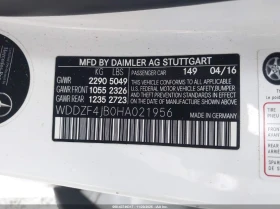 MFD BY DAIMLER AG STUTTGART
KG LBS PASSENGER CAR 149 04/16
GVWR 2290 5049
GAWR FRONT 1055 2326
GAWR REAR 1235 2723
THIS VEHICLE CONFORMS TO ALL APPLICABLE FEDERAL MOTOR VEHICLE SAFETY, BUMPER, AND THEFT PREVENTION STANDARDS IN EFFECT ON THE DATE OF MANUFACTURE SHOWN ABOVE.
WDDZF4JB0HA021956
MADE IN GERMANY